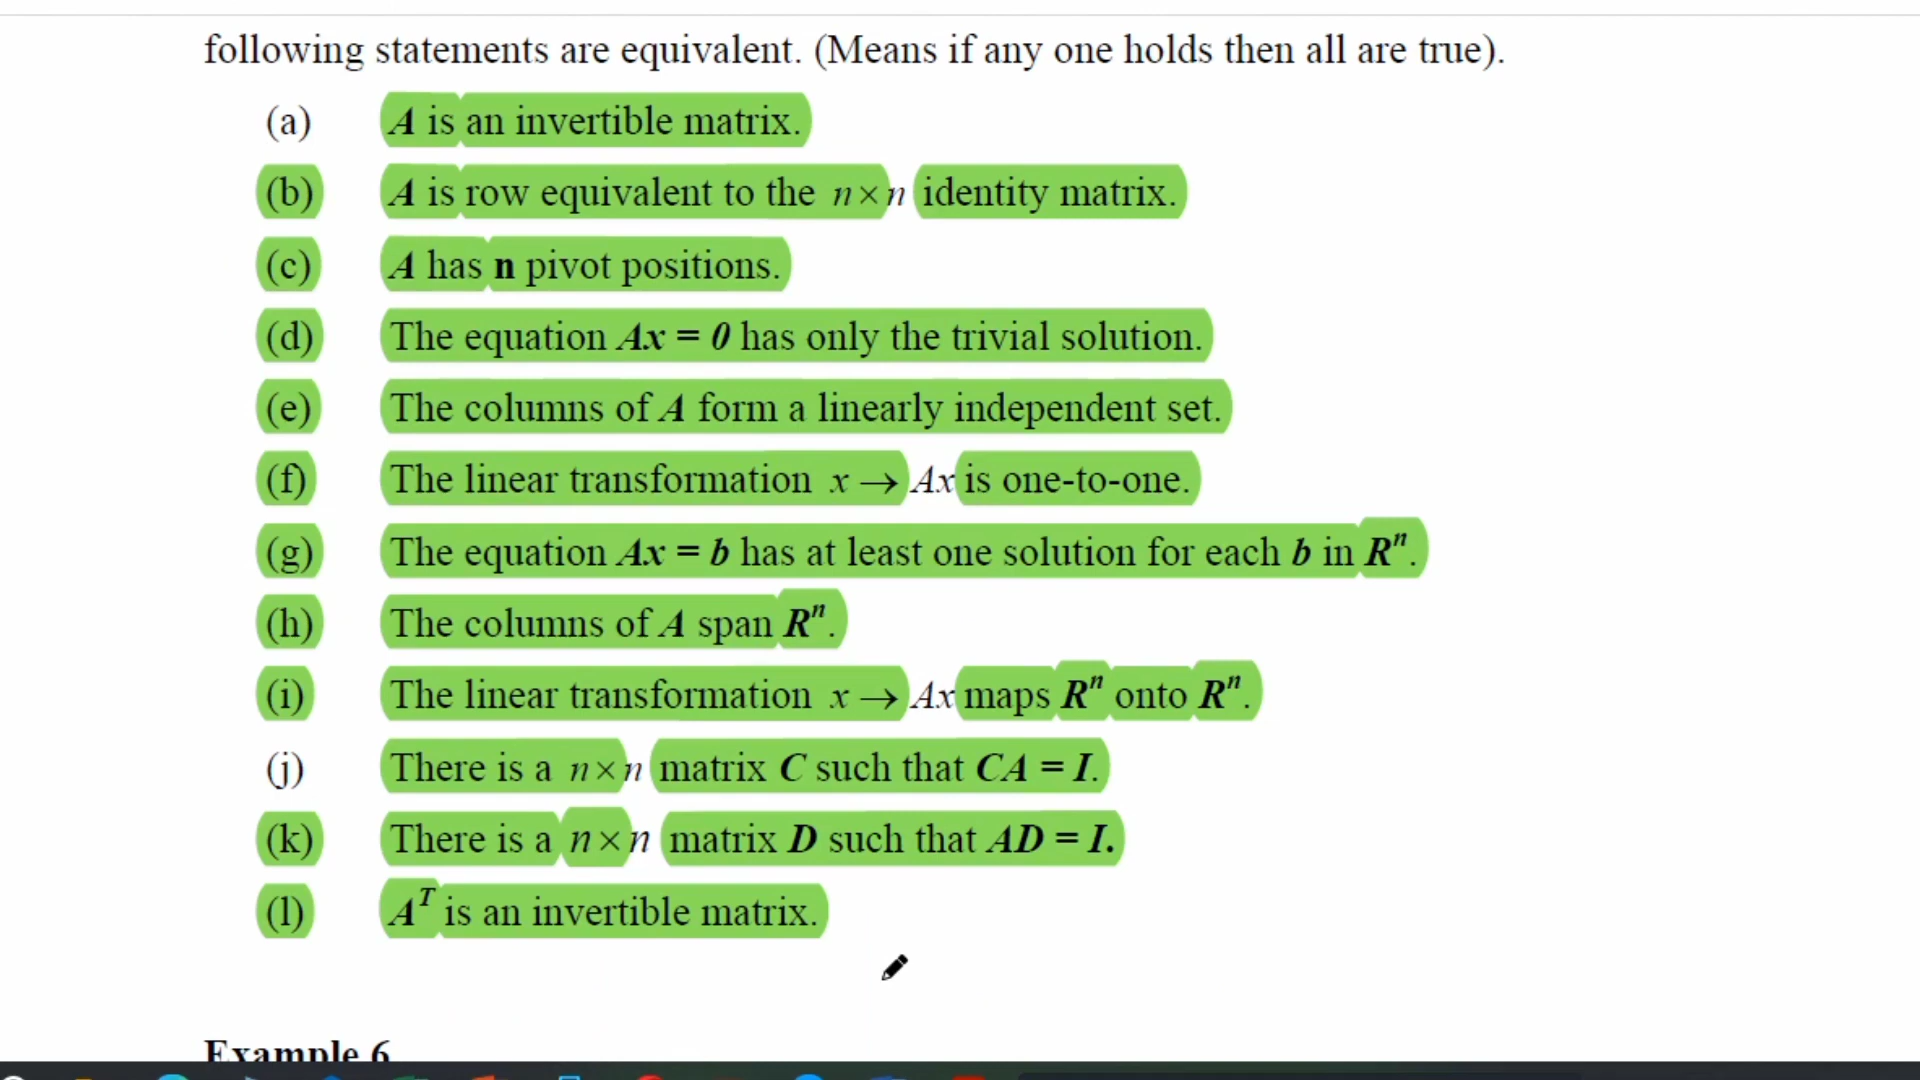 following statements are equivalent. (Means if any one holds then all are true).
(a) A is an invertible matrix.
(b) A is row equivalent to the n × n identity matrix.
(c) A has n pivot positions.
(d) The equation Ax = 0 has only the trivial solution.
(e) The columns of A form a linearly independent set.
(f) The linear transformation x → Ax is one-to-one.
(g) The equation Ax = b has at least one solution for each b in Rⁿ.
(h) The columns of A span Rⁿ.
(i) The linear transformation x → Ax maps Rⁿ onto Rⁿ.
(j) There is a n × n matrix C such that CA = I.
(k) There is a n × n matrix D such that AD = I.
(l) Aᵀ is an invertible matrix.
Example 6